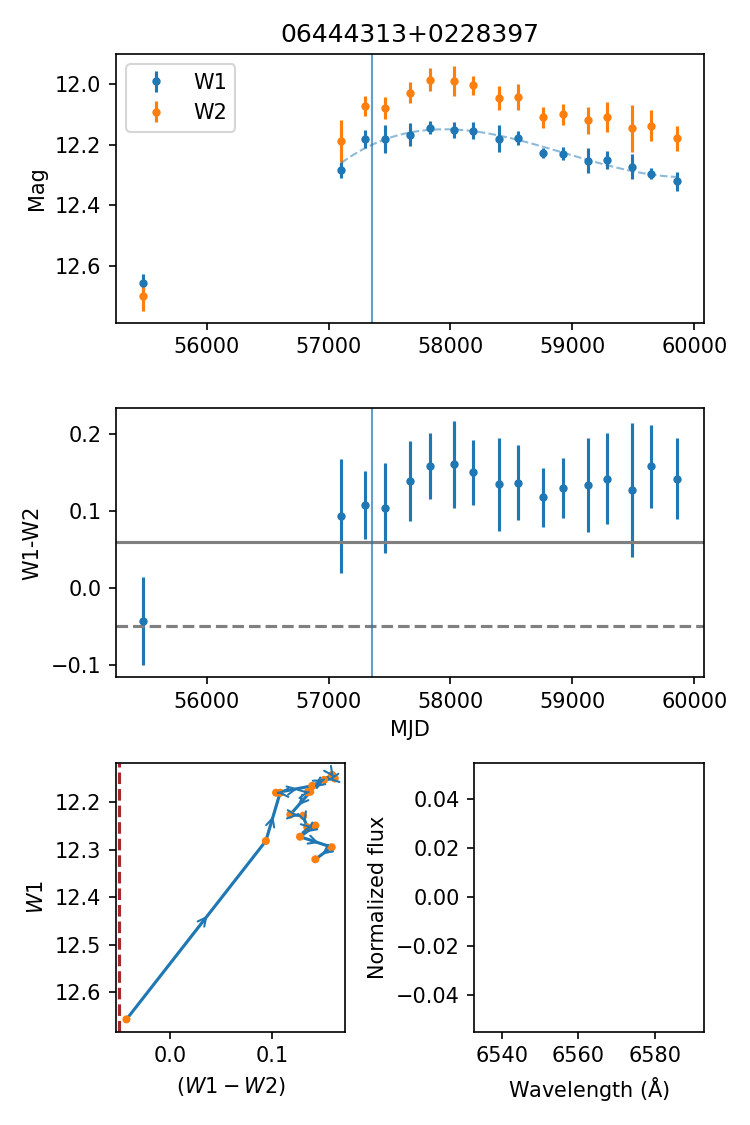 06444313+0228397
W1
W2
Mag
12.0
12.2
12.4
12.6
56000 57000 58000 59000 60000
W1-W2
0.2
0.1
0.0
−0.1
56000 57000 58000 59000 60000
MJD
W1
12.2
12.3
12.4
12.5
12.6
0.0 0.1
(W1 − W2)
Normalized flux
0.04
0.02
0.00
−0.02
−0.04
6540 6560 6580
Wavelength (Å)